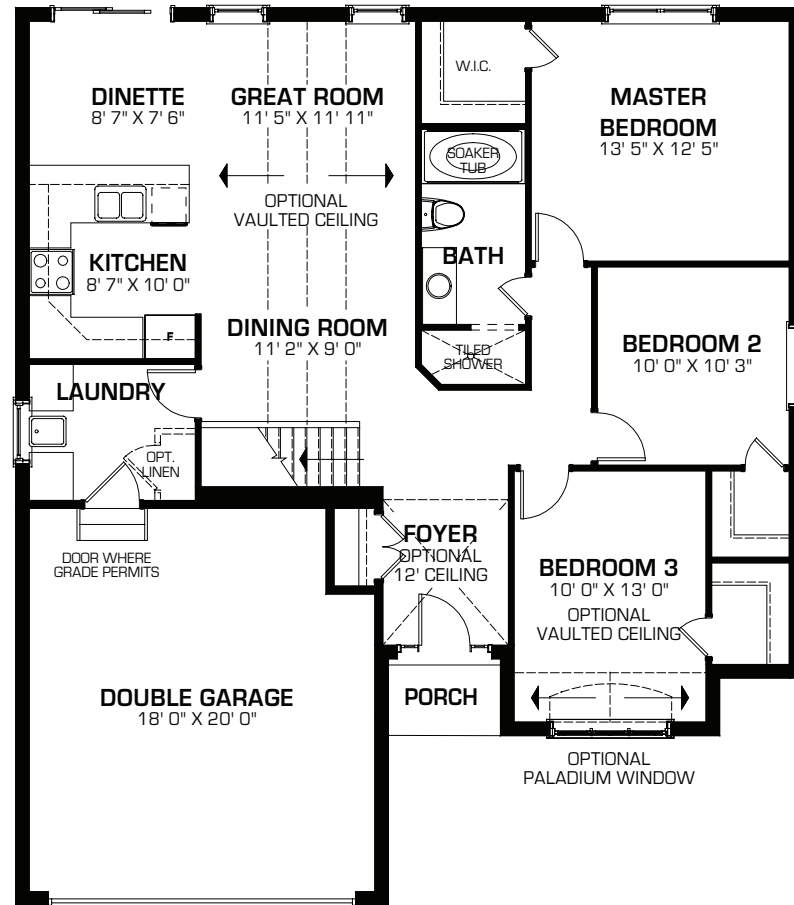 DINETTE
8' 7" X 7' 6"
GREAT ROOM
11' 5" X 11' 11"
W.I.C.
MASTER
BEDROOM
13' 5" X 12' 5"
SOAKER
TUB
OPTIONAL
VAULTED CEILING
KITCHEN
8' 7" X 10' 0"
BATH
DINING ROOM
11' 2" X 9' 0"
F
TILED
SHOWER
BEDROOM 2
10' 0" X 10' 3"
LAUNDRY
OPT.
LINEN
DOOR WHERE
GRADE PERMITS
FOYER
OPTIONAL
12' CEILING
BEDROOM 3
10' 0" X 13' 0"
OPTIONAL
VAULTED CEILING
DOUBLE GARAGE
18' 0" X 20' 0"
PORCH
OPTIONAL
PALADIUM WINDOW